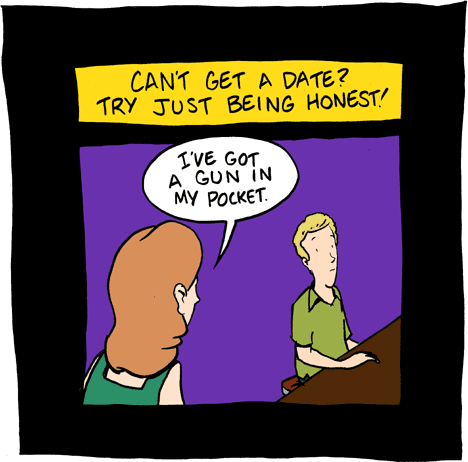 CAN'T GET A DATE?
TRY JUST BEING HONEST!
I'VE GOT
A GUN IN
MY POCKET.